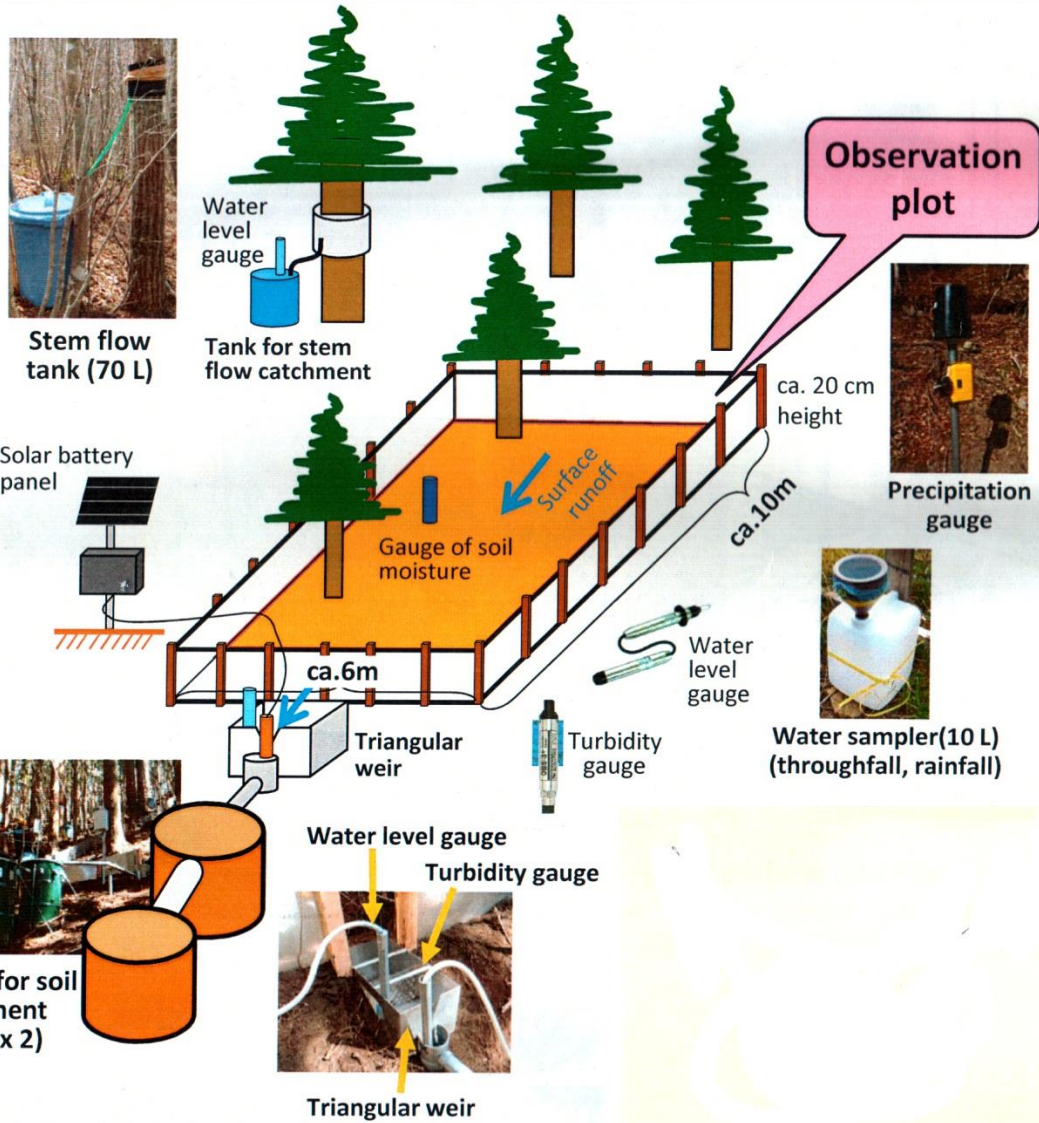 Observation
plot
Water
level
gauge
Stem flow
tank (70 L)
Tank for stem
flow catchment
ca. 20 cm
height
Solar battery
panel
Surface
runoff
Gauge of soil
moisture
ca.10m
Precipitation
gauge
Water
level
gauge
ca.6m
Triangular
weir
Turbidity
gauge
Water sampler(10 L)
(throughfall, rainfall)
Water level gauge
Turbidity gauge
for soil
ment
x 2)
Triangular weir